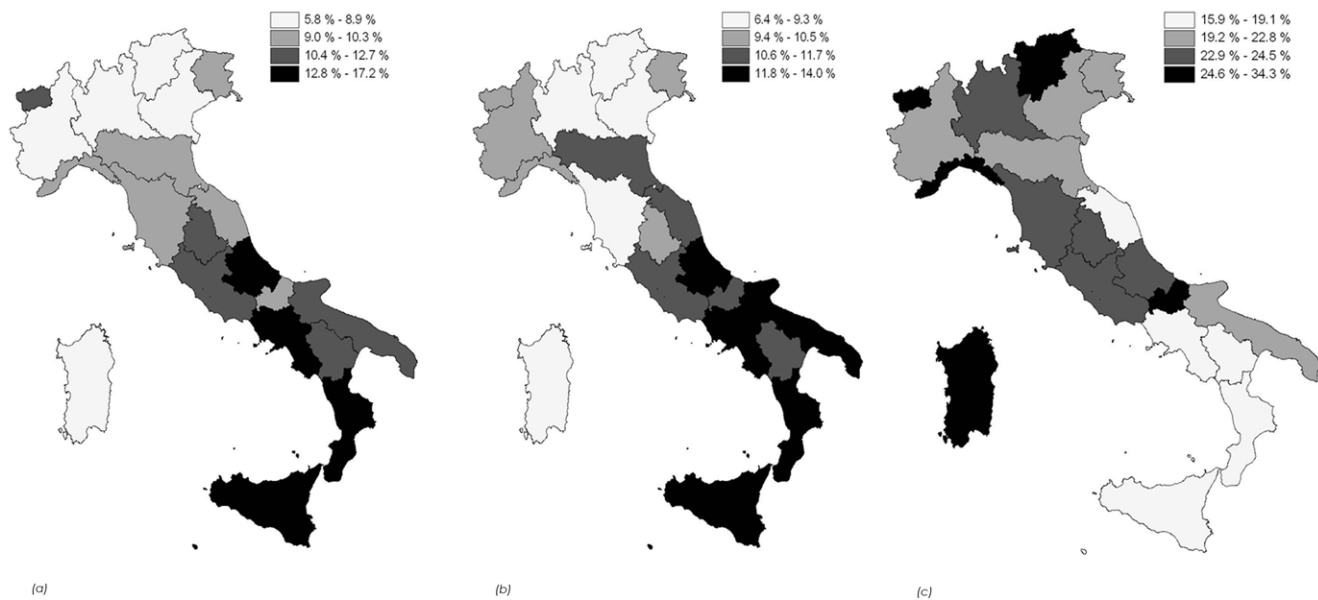 5.8 % - 8.9 %
9.0 % - 10.3 %
10.4 % - 12.7 %
12.8 % - 17.2 %
6.4 % - 9.3 %
9.4 % - 10.5 %
10.6 % - 11.7 %
11.8 % - 14.0 %
15.9 % - 19.1 %
19.2 % - 22.8 %
22.9 % - 24.5 %
24.6 % - 34.3 %
(a)
(b)
(c)